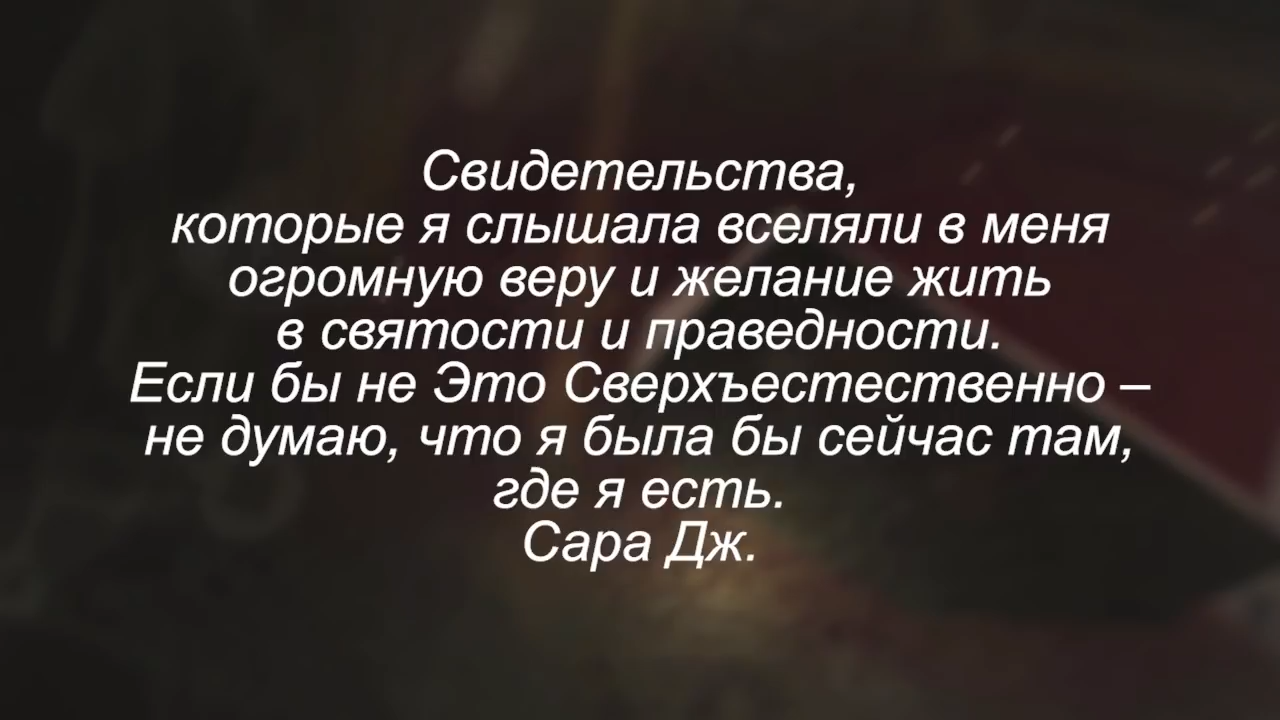 Свидетельства,
которые я слышала вселяли в меня
огромную веру и желание жить
в святости и праведности.
Если бы не Это Сверхъестественно –
не думаю, что я была бы сейчас там,
где я есть.
Сара Дж.